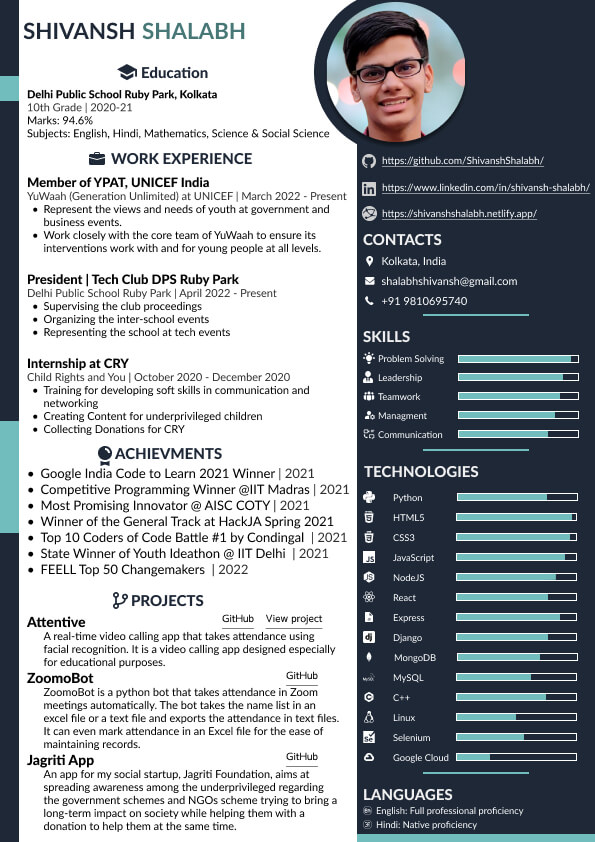 SHIVANSH SHALABH
Education
Delhi Public School Ruby Park, Kolkata
10th Grade | 2020-21
Marks: 94.6%
Subjects: English, Hindi, Mathematics, Science & Social Science
WORK EXPERIENCE
Member of YPAT, UNICEF India
YuWaah (Generation Unlimited) at UNICEF | March 2022 - Present
• Represent the views and needs of youth at government and
business events.
• Work closely with the core team of YuWaah to ensure its
interventions work with and for young people at all levels.
President | Tech Club DPS Ruby Park
Delhi Public School Ruby Park | April 2022 - Present
• Supervising the club proceedings
• Organizing the inter-school events
• Representing the school at tech events
Internship at CRY
Child Rights and You | October 2020 - December 2020
• Training for developing soft skills in communication and
networking
• Creating Content for underprivileged children
• Collecting Donations for CRY
ACHIEVMENTS
• Google India Code to Learn 2021 Winner | 2021
• Competitive Programming Winner @IIT Madras | 2021
• Most Promising Innovator @ AISC COTY | 2021
• Winner of the General Track at HackJA Spring 2021
• Top 10 Coders of Code Battle #1 by Condingal | 2021
• State Winner of Youth Ideathon @ IIT Delhi | 2021
• FEELL Top 50 Changemakers | 2022
PROJECTS
Attentive GitHub View project
A real-time video calling app that takes attendance using
facial recognition. It is a video calling app designed especially
for educational purposes.
ZoomoBot GitHub
ZoomoBot is a python bot that takes attendance in Zoom
meetings automatically. The bot takes the name list in an
excel file or a text file and exports the attendance in text files.
It can even mark attendance in an Excel file for the ease of
maintaining records.
Jagriti App GitHub
An app for my social startup, Jagriti Foundation, aims at
spreading awareness among the underprivileged regarding
the government schemes and NGOs scheme trying to bring a
long-term impact on society while helping them with a
donation to help them at the same time.
https://github.com/ShivanshShalabh/
https://www.linkedin.com/in/shivansh-shalabh/
https://shivanshshalabh.netlify.app/
CONTACTS
Kolkata, India
shalabhshivansh@gmail.com
+91 9810695740
SKILLS
Problem Solving
Leadership
Teamwork
Managment
Communication
TECHNOLOGIES
Python
HTML5
CSS3
JavaScript
NodeJS
React
Express
Django
MongoDB
MySQL
C++
Linux
Selenium
Google Cloud
LANGUAGES
English: Full professional proficiency
Hindi: Native proficiency